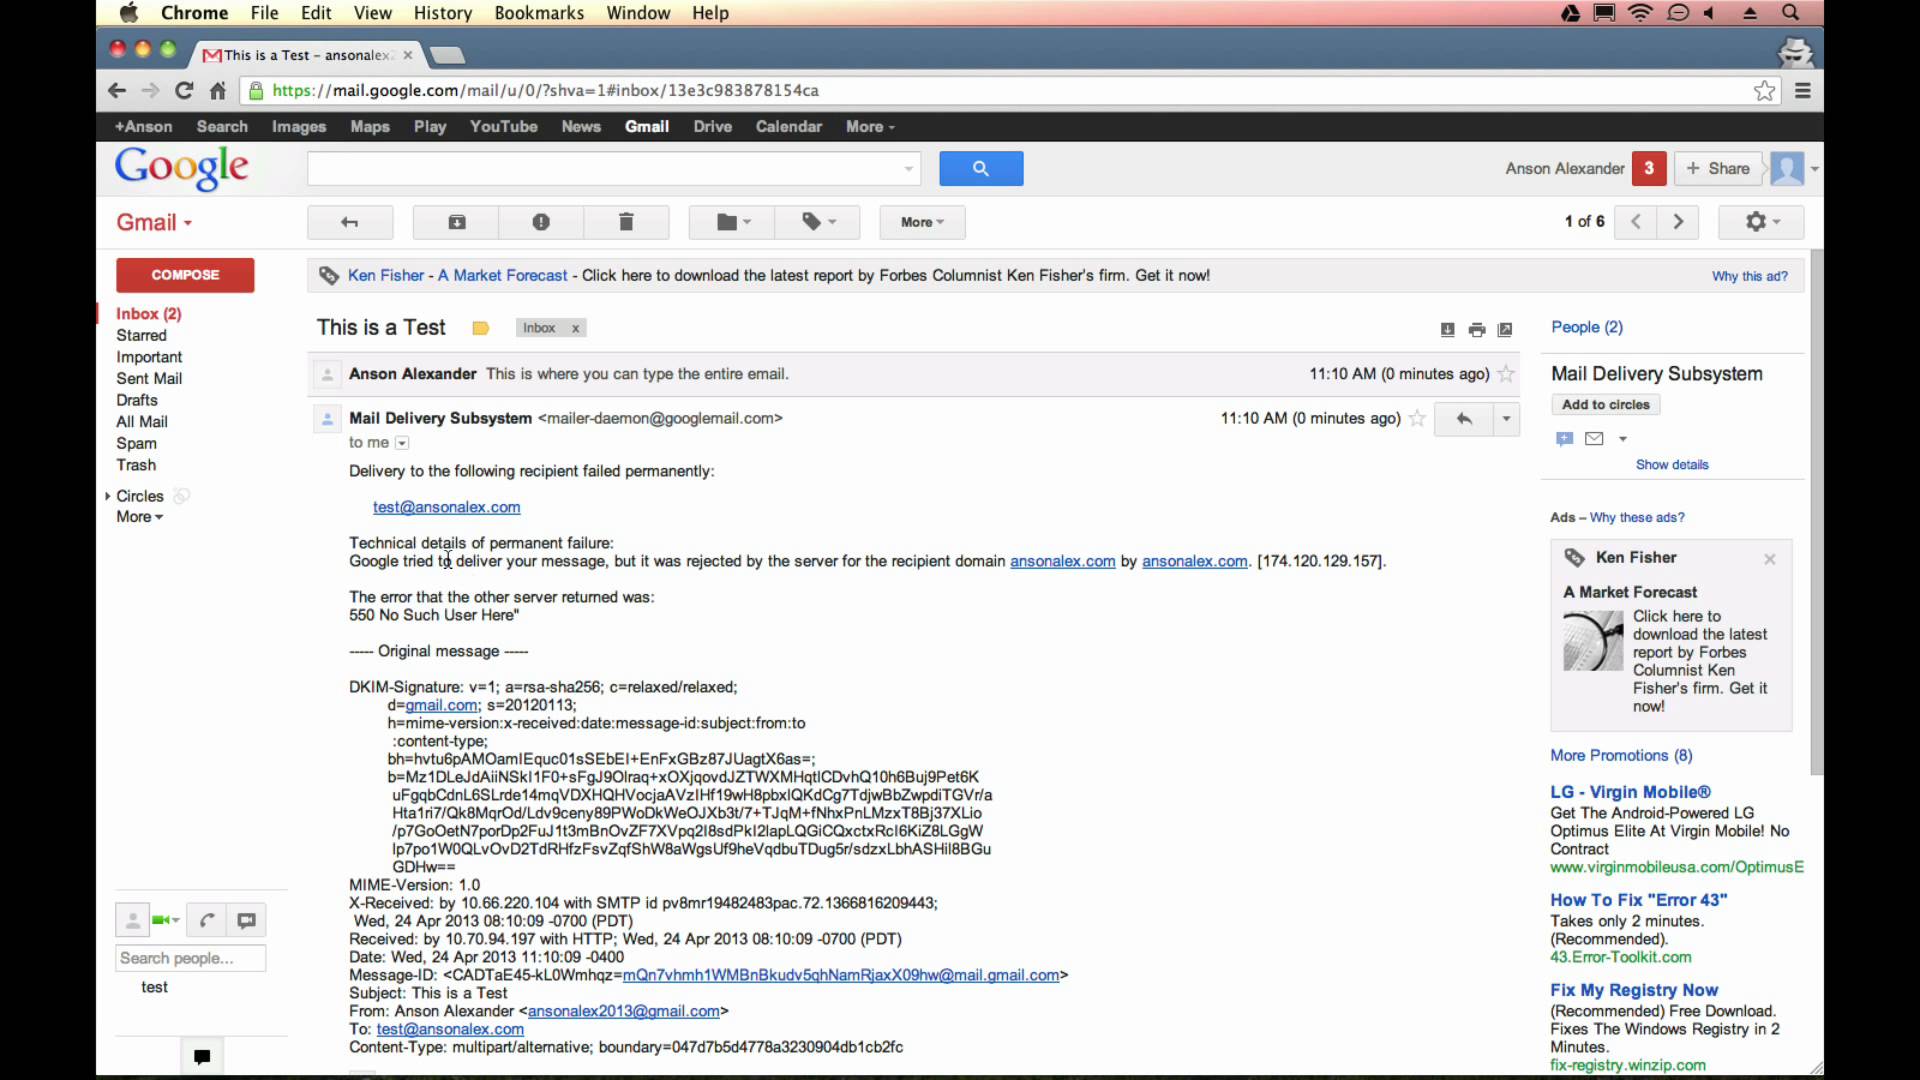 Chrome File Edit View History Bookmarks Window Help
This is a Test - ansonalex
https://mail.google.com/mail/u/0/?shva=1#inbox/13e3c983878154ca
+Anson Search Images Maps Play YouTube News Gmail Drive Calendar More
Google
Anson Alexander 3 + Share
Gmail
More
1 of 6
COMPOSE
Inbox (2)
Starred
Important
Sent Mail
Drafts
All Mail
Spam
Trash
Circles
More
Search people...
test
Ken Fisher - A Market Forecast - Click here to download the latest report by Forbes Columnist Ken Fisher's firm. Get it now!
Why this ad?
This is a Test
Inbox x
Anson Alexander This is where you can type the entire email. 11:10 AM (0 minutes ago)
Mail Delivery Subsystem <mailer-daemon@googlemail.com> 11:10 AM (0 minutes ago)
to me
Delivery to the following recipient failed permanently:
test@ansonalex.com
Technical details of permanent failure:
Google tried to deliver your message, but it was rejected by the server for the recipient domain ansonalex.com by ansonalex.com. [174.120.129.157].
The error that the other server returned was:
550 No Such User Here"
----- Original message -----
DKIM-Signature: v=1; a=rsa-sha256; c=relaxed/relaxed;
d=gmail.com; s=20120113;
h=mime-version:x-received:date:message-id:subject:from:to
:content-type;
bh=hvtu6pAMOamIEquc01sSEbEI+EnFxGBz87JUagtX6as=;
b=Mz1DLeJdAiiNSkI1F0+sFgJ9Olraq+xOXjqovdJZTWXMHqtlCDvhQ10h6Buj9Pet6K
uFgqbCdnL6SLrde14mqVDXHQHVocjaAVzIHf19wH8pbxlQKdCg7TdjwBbZwpdiTGVr/a
Hta1ri7/Qk8MqrOd/Ldv9ceny89PWoDkWeOJXb3t/7+TJqM+fNhxPnLMzxT8Bj37XLio
/p7GoOetN7porDp2FuJ1t3mBnOvZF7XVpq2I8sdPkI2lapLQGiCQxctxRcI6KiZ8LGgW
lp7po1W0QLvOvD2TdRHfzFsvZqfShW8aWgsUf9heVqdbuTDug5r/sdzxLbhASHil8BGu
GDHw==
MIME-Version: 1.0
X-Received: by 10.66.220.104 with SMTP id pv8mr19482483pac.72.1366816209443;
Wed, 24 Apr 2013 08:10:09 -0700 (PDT)
Received: by 10.70.94.197 with HTTP; Wed, 24 Apr 2013 08:10:09 -0700 (PDT)
Date: Wed, 24 Apr 2013 11:10:09 -0400
Message-ID: <CADTaE45-kL0Wmhqz=mQn7vhmh1WMBnBkudv5qhNamRjaxX09hw@mail.gmail.com>
Subject: This is a Test
From: Anson Alexander <ansonalex2013@gmail.com>
To: test@ansonalex.com
Content-Type: multipart/alternative; boundary=047d7b5d4778a3230904db1cb2fc
People (2)
Mail Delivery Subsystem
Add to circles
Show details
Ads – Why these ads?
Ken Fisher
A Market Forecast
Click here to
download the latest
report by Forbes
Columnist Ken
Fisher's firm. Get it
now!
More Promotions (8)
LG - Virgin Mobile®
Get The Android-Powered LG
Optimus Elite At Virgin Mobile! No
Contract
www.virginmobileusa.com/OptimusE
How To Fix "Error 43"
Takes only 2 minutes.
(Recommended).
43.Error-Toolkit.com
Fix My Registry Now
(Recommended) Free Download.
Fixes The Windows Registry in 2
Minutes.
fix-registry.winzip.com